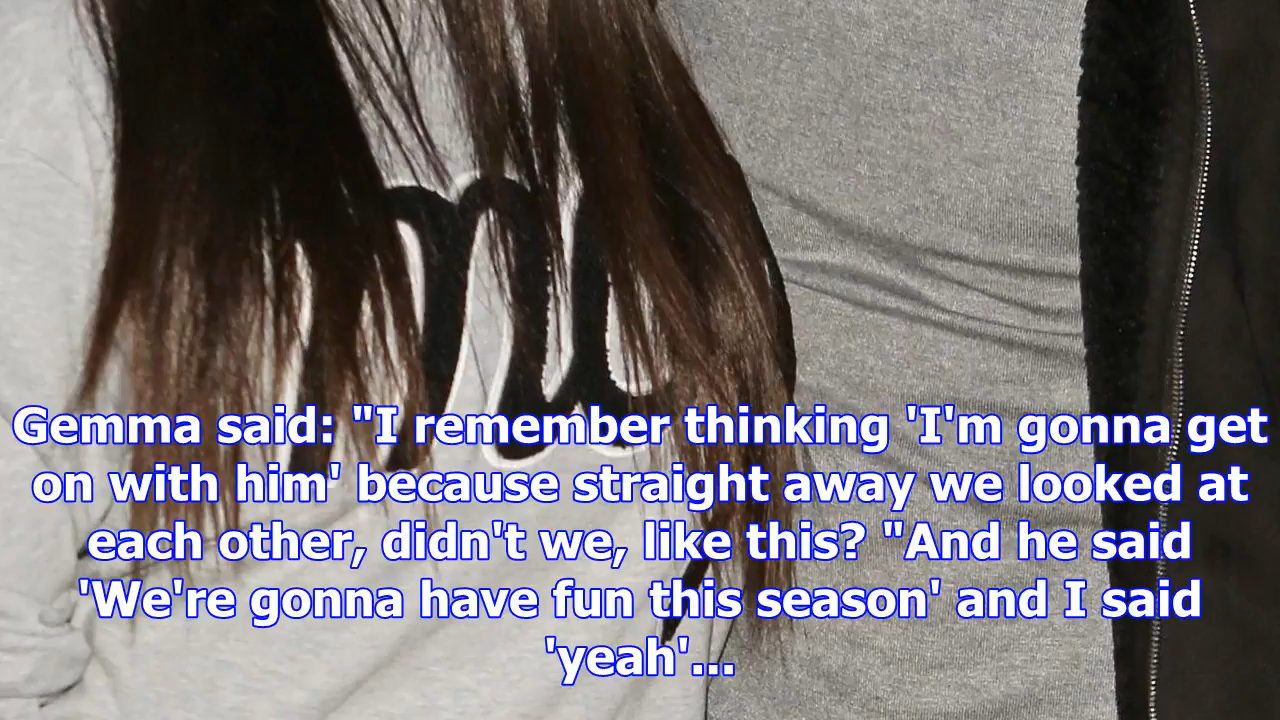 Gemma said: "I remember thinking 'I'm gonna get
on with him' because straight away we looked at
each other, didn't we, like this? "And he said
'We're gonna have fun this season' and I said
'yeah'...